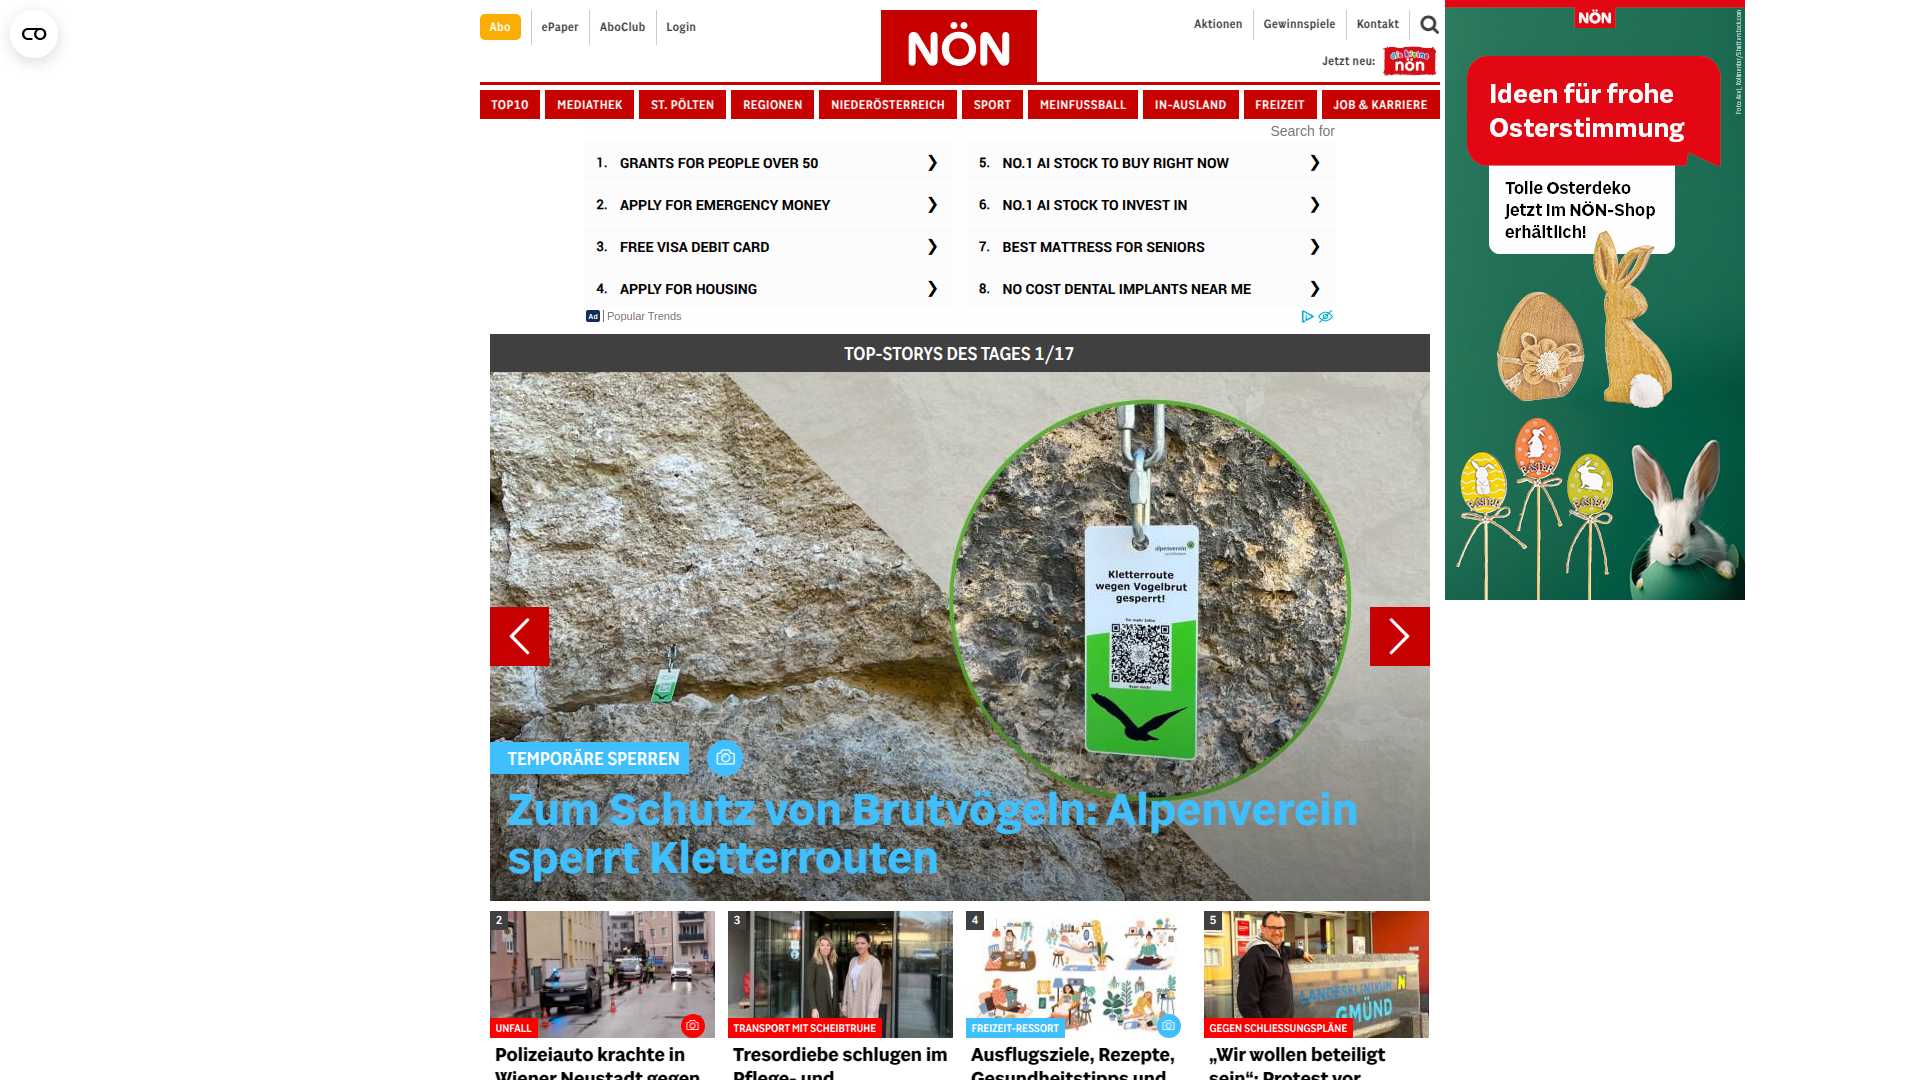 Abo
ePaper
AboClub
Login
NÖN
Aktionen
Gewinnspiele
Kontakt
Jetzt neu:
die kleine
nön
TOP10
MEDIATHEK
ST. PÖLTEN
REGIONEN
NIEDERÖSTERREICH
SPORT
MEINFUSSBALL
IN-AUSLAND
FREIZEIT
JOB & KARRIERE
Search for
1. GRANTS FOR PEOPLE OVER 50
2. APPLY FOR EMERGENCY MONEY
3. FREE VISA DEBIT CARD
4. APPLY FOR HOUSING
5. NO.1 AI STOCK TO BUY RIGHT NOW
6. NO.1 AI STOCK TO INVEST IN
7. BEST MATTRESS FOR SENIORS
8. NO COST DENTAL IMPLANTS NEAR ME
Ad | Popular Trends
NÖN
Ideen für frohe
Osterstimmung
Tolle Osterdeko
jetzt im NÖN-Shop
erhältlich!
EASTER
EASTER
EASTER
TOP-STORYS DES TAGES 1/17
alpenverein
Kletterroute
wegen Vogelbrut
gesperrt!
TEMPORÄRE SPERREN
Zum Schutz von Brutvögeln: Alpenverein
sperrt Kletterrouten
2
UNFALL
Polizeiauto krachte in
Wiener Neustadt gegen
3
TRANSPORT MIT SCHEIBTRUHE
Tresordiebe schlugen im
Pflege- und
4
FREIZEIT-RESSORT
Ausflugsziele, Rezepte,
Gesundheitstipps und
5
LANDESKLINIKUM
GMÜND
GEGEN SCHLIESSUNGSPLÄNE
„Wir wollen beteiligt
sein“: Protest vor